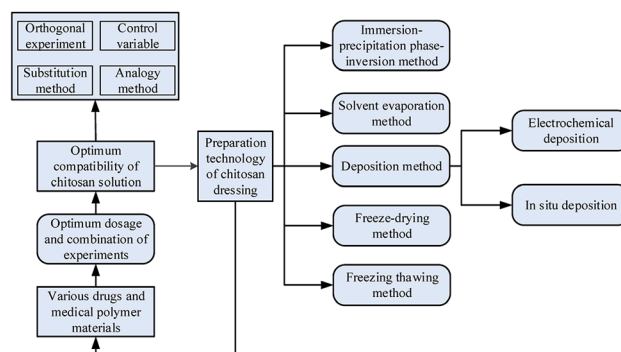 Orthogonal
experiment
Control
variable
Substitution
method
Analogy
method
Optimum
compatibility of
chitosan solution
Optimum dosage
and combination of
experiments
Various drugs and
medical polymer
materials
Preparation
technology
of chitosan
dressing
Immersion-
precipitation phase-
inversion method
Solvent evaporation
method
Deposition method
Freeze-drying
method
Freezing thawing
method
Electrochemical
deposition
In situ deposition